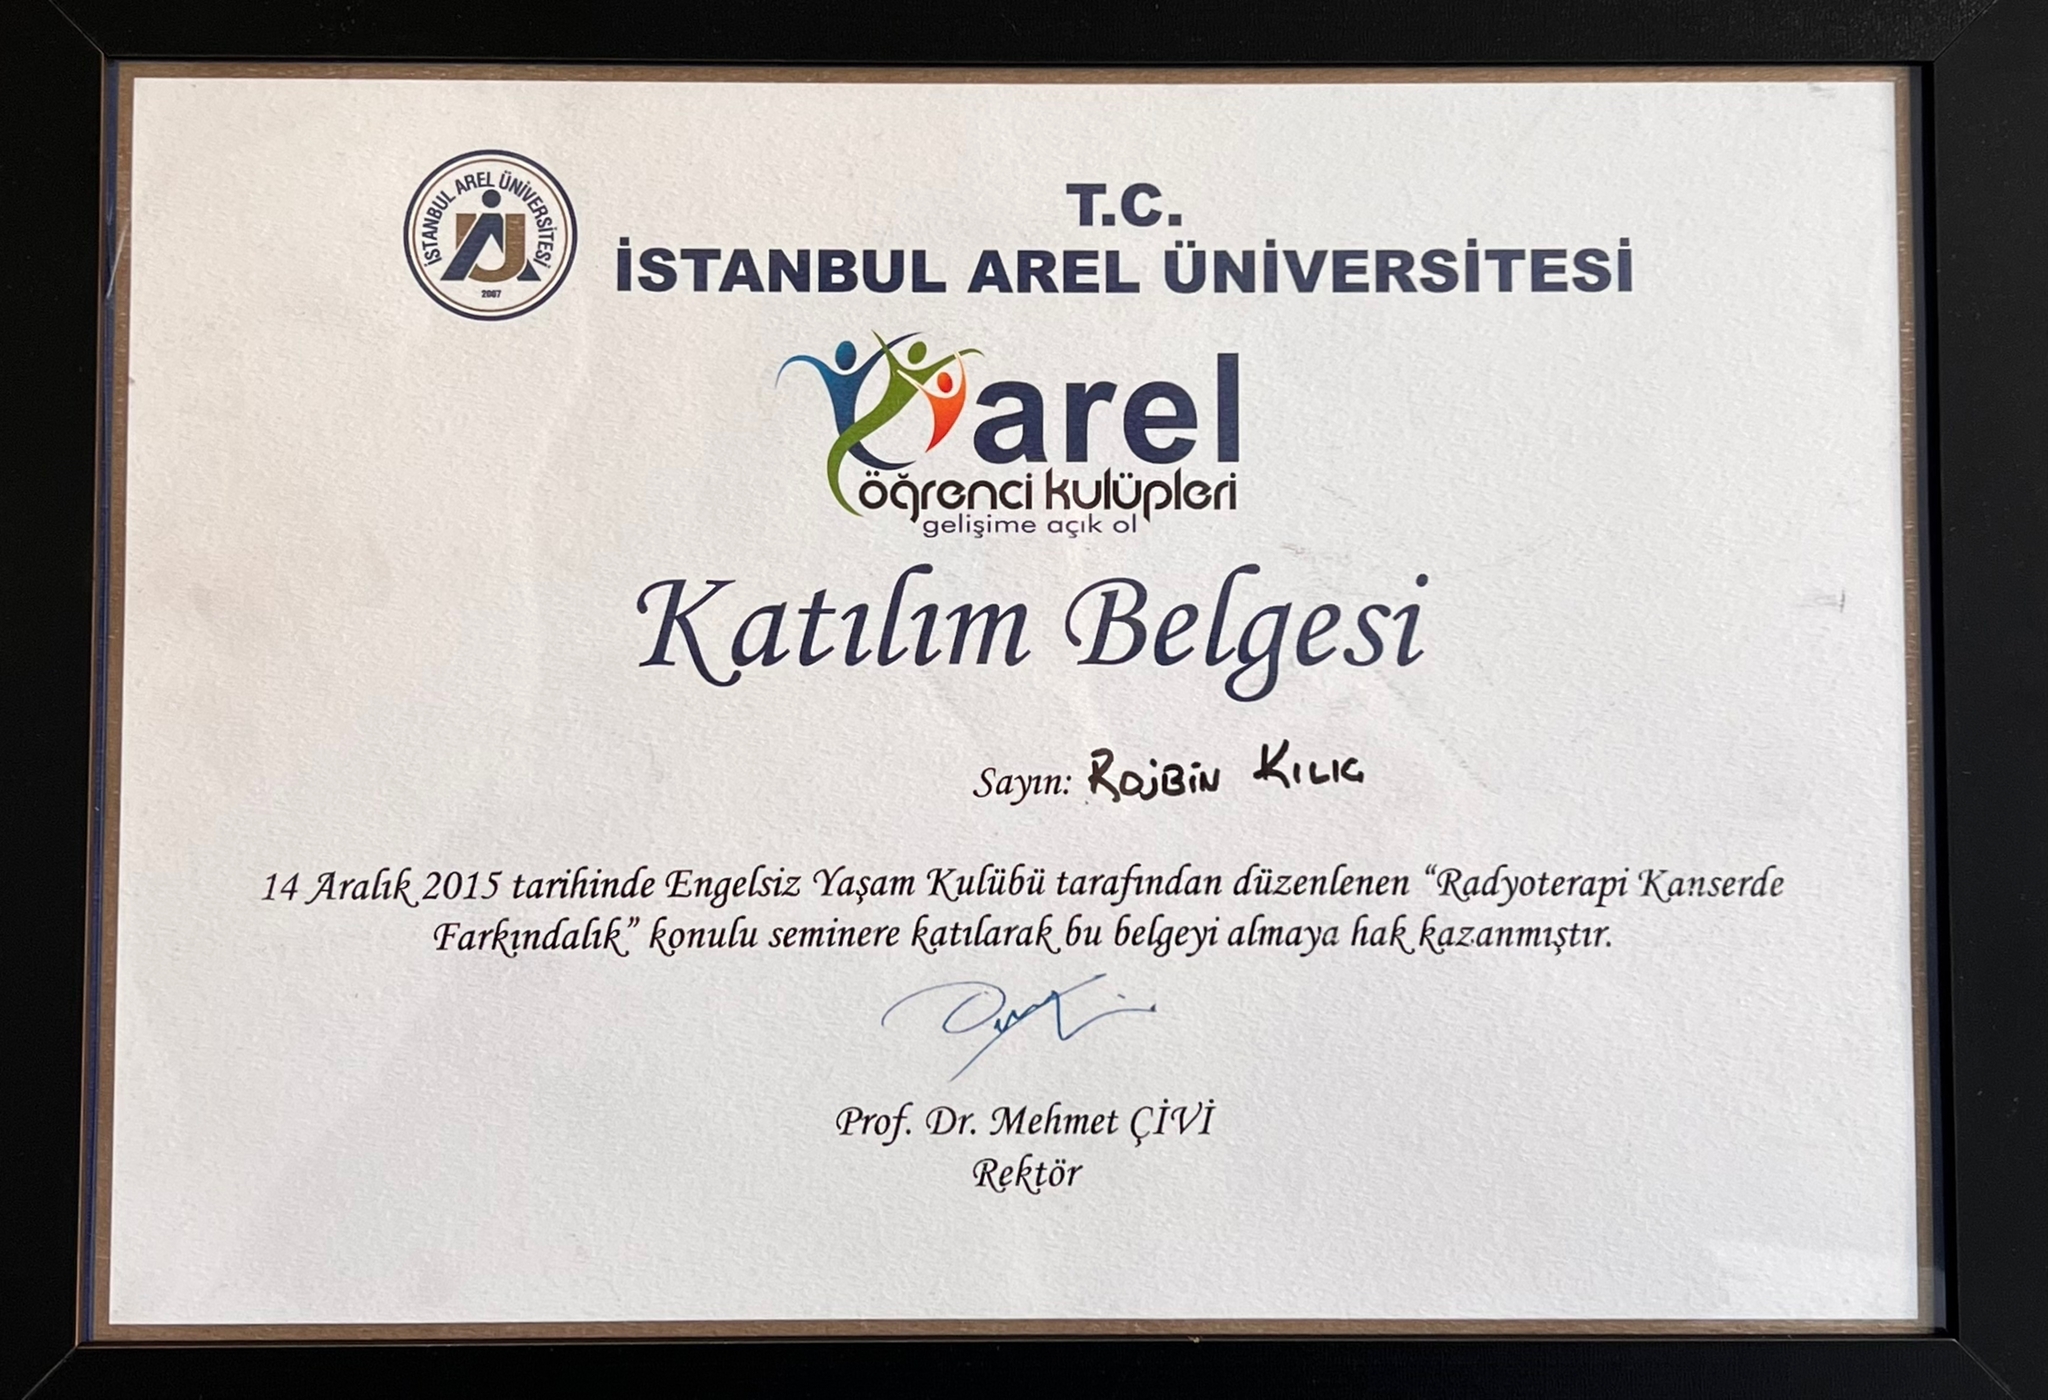 İSTANBUL AREL ÜNİVERSİTESİ
2007
T.C.
İSTANBUL AREL ÜNİVERSİTESİ
arel
öğrenci kulüpleri
gelişime açık ol
Katılım Belgesi
Sayın: ROJBİN KILIÇ
14 Aralık 2015 tarihinde Engelsiz Yaşam Kulübü tarafından düzenlenen “Radyoterapi Kanserde
Farkındalık” konulu seminere katılarak bu belgeyi almaya hak kazanmıştır.
Prof. Dr. Mehmet ÇİVİ
Rektör